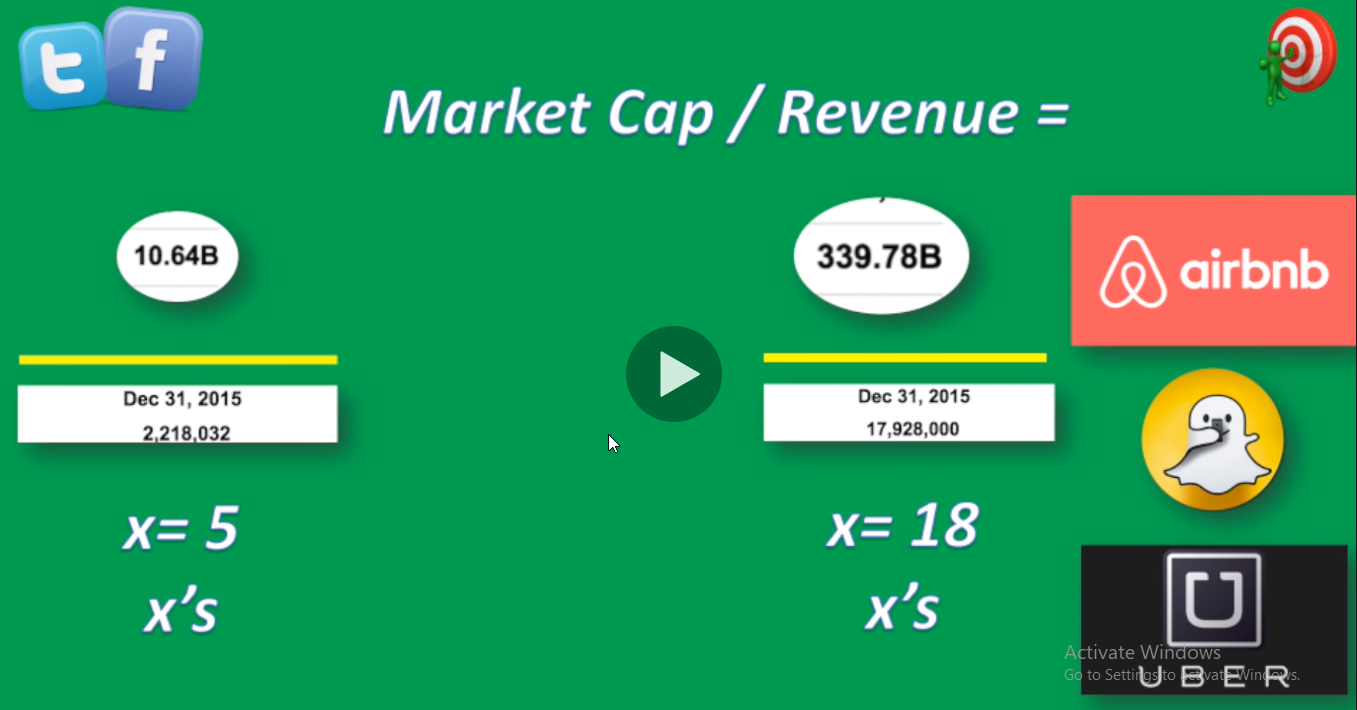 Market Cap / Revenue =
10.64B
339.78B
airbnb
Dec 31, 2015
2,218,032
Dec 31, 2015
17,928,000
x= 5
x's
x= 18
x's
UBER
Activate Windows
Go to Settings to activate Windows.